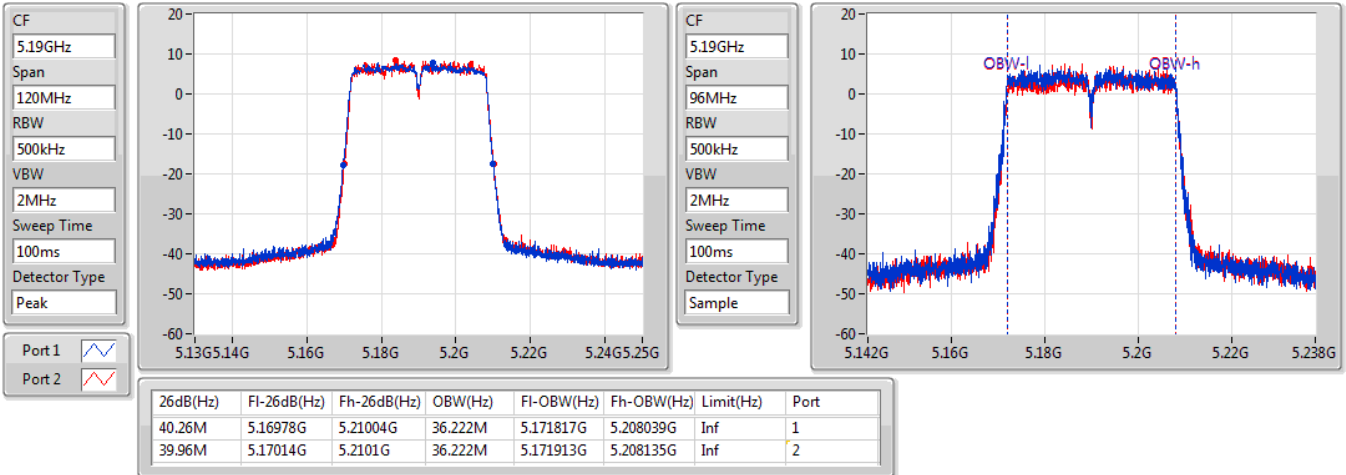 CF
5.19GHz
Span
120MHz
RBW
500kHz
VBW
2MHz
Sweep Time
100ms
Detector Type
Peak
20
10
0
-10
-20
-30
-40
-50
-60
5.13G 5.14G 5.16G 5.18G 5.2G 5.22G 5.24G 5.25G
CF
5.19GHz
Span
96MHz
RBW
500kHz
VBW
2MHz
Sweep Time
100ms
Detector Type
Sample
20
10
0
-10
-20
-30
-40
-50
-60
OBW-l OBW-h
5.142G 5.16G 5.18G 5.2G 5.22G 5.238G
Port 1
Port 2
26dB(Hz) Fl-26dB(Hz) Fh-26dB(Hz) OBW(Hz) Fl-OBW(Hz) Fh-OBW(Hz) Limit(Hz) Port
40.26M 5.16978G 5.21004G 36.222M 5.171817G 5.208039G Inf 1
39.96M 5.17014G 5.2101G 36.222M 5.171913G 5.208135G Inf 2